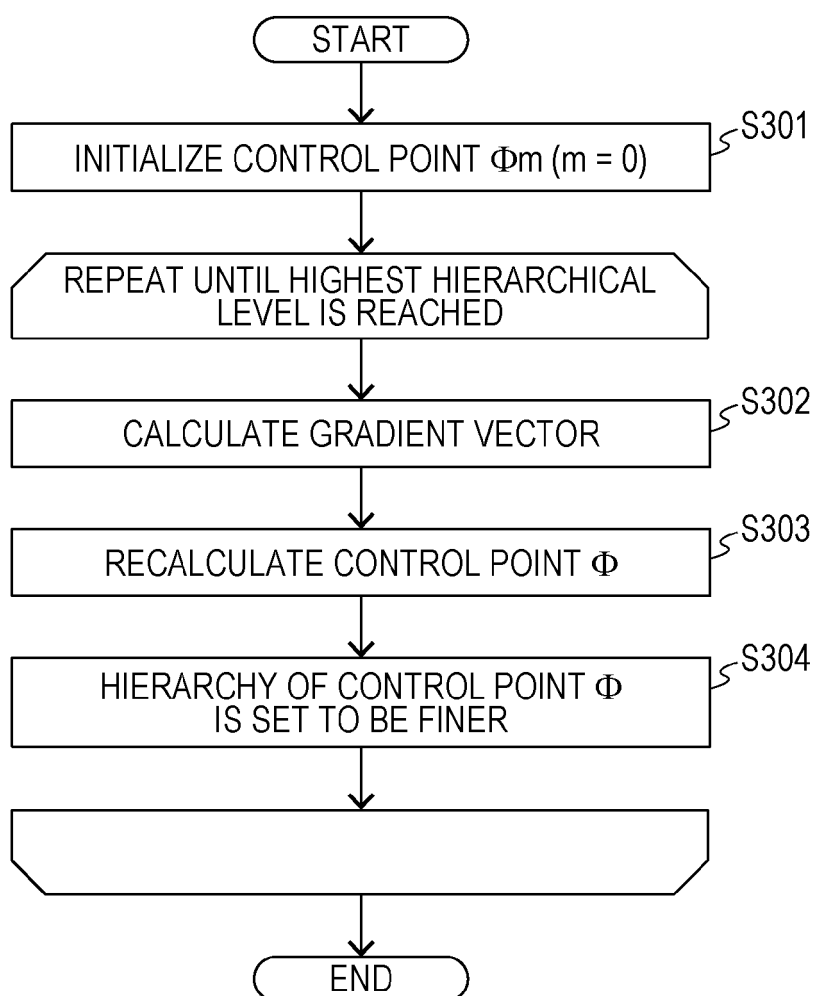 START
S301
INITIALIZE CONTROL POINT Φm (m = 0)
REPEAT UNTIL HIGHEST HIERARCHICAL
LEVEL IS REACHED
S302
CALCULATE GRADIENT VECTOR
S303
RECALCULATE CONTROL POINT Φ
S304
HIERARCHY OF CONTROL POINT Φ
IS SET TO BE FINER
END